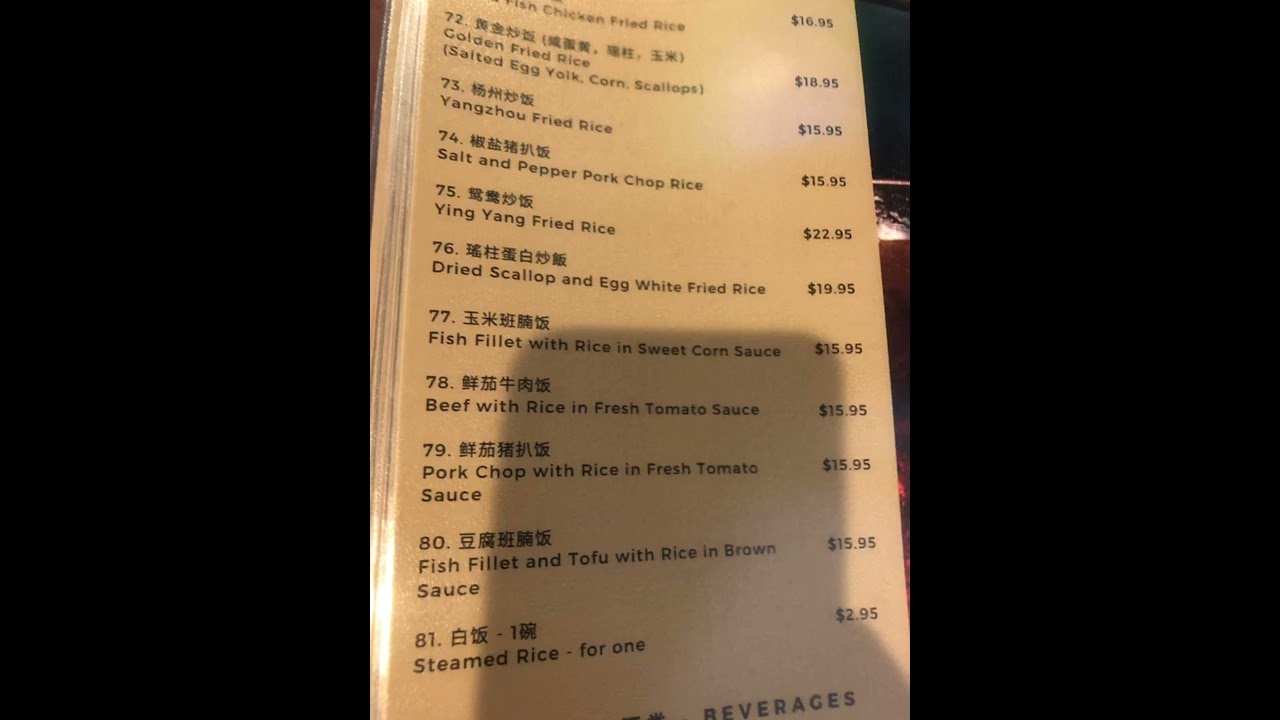 Fish Chicken Fried Rice $16.95
72. 黄金炒饭 (咸蛋黄, 瑶柱, 玉米)
Golden Fried Rice
(Salted Egg Yolk, Corn, Scallops) $18.95
73. 杨州炒饭
Yangzhou Fried Rice $15.95
74. 椒盐猪扒饭
Salt and Pepper Pork Chop Rice $15.95
75. 鸳鸯炒饭
Ying Yang Fried Rice $22.95
76. 瑤柱蛋白炒飯
Dried Scallop and Egg White Fried Rice $19.95
77. 玉米班腩饭
Fish Fillet with Rice in Sweet Corn Sauce $15.95
78. 鲜茄牛肉饭
Beef with Rice in Fresh Tomato Sauce $15.95
79. 鲜茄猪扒饭
Pork Chop with Rice in Fresh Tomato $15.95
Sauce
80. 豆腐班腩饭
Fish Fillet and Tofu with Rice in Brown $15.95
Sauce
81. 白饭 - 1碗 $2.95
Steamed Rice - for one
- BEVERAGES